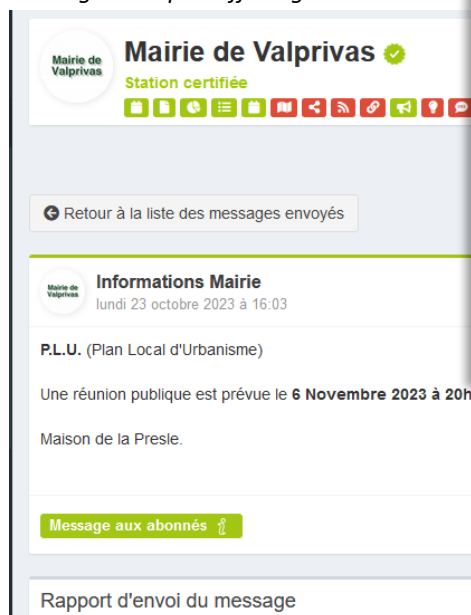 Mairie de
Valprivas
Mairie de Valprivas
Station certifiée
Retour à la liste des messages envoyés
Mairie de
Valprivas
Informations Mairie
lundi 23 octobre 2023 à 16:03
P.L.U. (Plan Local d'Urbanisme)
Une réunion publique est prévue le 6 Novembre 2023 à 20h
Maison de la Presle.
Message aux abonnés
Rapport d'envoi du message